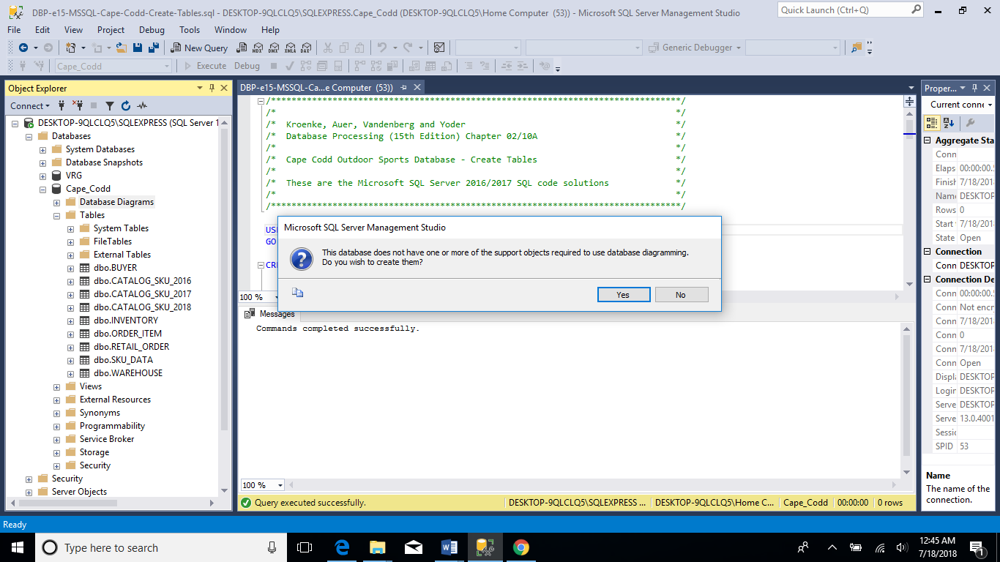 DBP-e15-MSSQL-Cape-Codd-Create-Tables.sql - DESKTOP-9QLCLQ5\SQLEXPRESS.Cape_Codd (DESKTOP-9QLCLQ5\Home Computer (53)) - Microsoft SQL Server Management Studio
Quick Launch (Ctrl+Q)
File Edit View Project Debug Tools Window Help
New Query MDX DMX XMLA DAX Generic Debugger
Cape_Codd Execute Debug
Object Explorer
Connect
DESKTOP-9QLCLQ5\SQLEXPRESS (SQL Server 1
Databases
System Databases
Database Snapshots
VRG
Cape_Codd
Database Diagrams
Tables
System Tables
FileTables
External Tables
dbo.BUYER
dbo.CATALOG_SKU_2016
dbo.CATALOG_SKU_2017
dbo.CATALOG_SKU_2018
dbo.INVENTORY
dbo.ORDER_ITEM
dbo.RETAIL_ORDER
dbo.SKU_DATA
dbo.WAREHOUSE
Views
External Resources
Synonyms
Programmability
Service Broker
Storage
Security
Security
Server Objects
DBP-e15-MSSQL-Ca...e Computer (53))
/********************************************************************************/
/* */
/* Kroenke, Auer, Vandenberg and Yoder */
/* Database Processing (15th Edition) Chapter 02/10A */
/* */
/* Cape Codd Outdoor Sports Database - Create Tables */
/* */
/* These are the Microsoft SQL Server 2016/2017 SQL code solutions */
/* */
/********************************************************************************/
GO
100 %
Microsoft SQL Server Management Studio
This database does not have one or more of the support objects required to use database diagramming.
Do you wish to create them?
Yes No
Messages
Commands completed successfully.
100 %
Query executed successfully. DESKTOP-9QLCLQ5\SQLEXPRESS ... DESKTOP-9QLCLQ5\Home C... Cape_Codd 00:00:00 0 rows
Proper...
Current conne
Aggregate Sta
Conn
Elaps 00:00:00.
Finish 7/18/201
Name DESKTOP
Rows 0
Start 7/18/201
State Open
Connection
Conn DESKTOP
Connection De
Conn 00:00:00.
Conn Not encr
Conn 7/18/201
Conn 0
Conn 7/18/201
Conn Open
Displ DESKTOP
Login DESKTOP
Serve DESKTOP
Serve 13.0.4001
Sessi
SPID 53
Name
The name of the
connection.
Ready
Type here to search
12:45 AM
7/18/2018
1